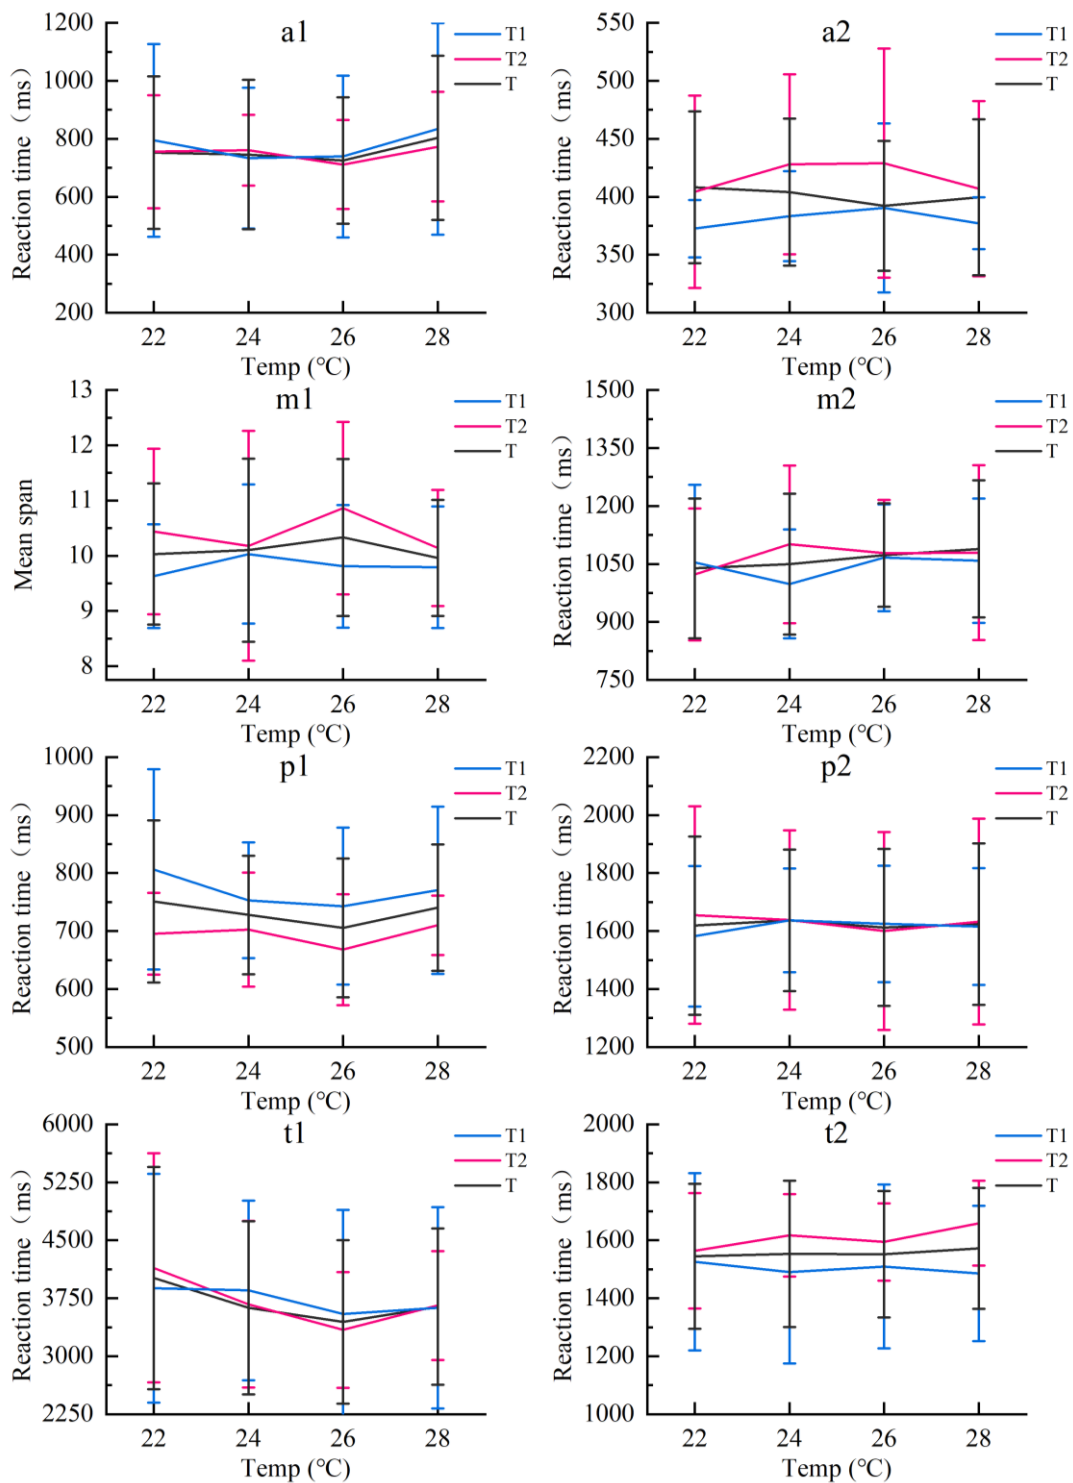 a1
T1
T2
T
Reaction time (ms)
1200
1000
800
600
400
200
22 24 26 28
Temp (℃)
a2
T1
T2
T
Reaction time (ms)
550
500
450
400
350
300
22 24 26 28
Temp (℃)
m1
T1
T2
T
Mean span
13
12
11
10
9
8
22 24 26 28
Temp (℃)
m2
T1
T2
T
Reaction time (ms)
1500
1350
1200
1050
900
750
22 24 26 28
Temp (℃)
p1
T1
T2
T
Reaction time (ms)
1000
900
800
700
600
500
22 24 26 28
Temp (℃)
p2
T1
T2
T
Reaction time (ms)
2200
2000
1800
1600
1400
1200
22 24 26 28
Temp (℃)
t1
T1
T2
T
Reaction time (ms)
6000
5250
4500
3750
3000
2250
22 24 26 28
Temp (℃)
t2
T1
T2
T
Reaction time (ms)
2000
1800
1600
1400
1200
1000
22 24 26 28
Temp (℃)